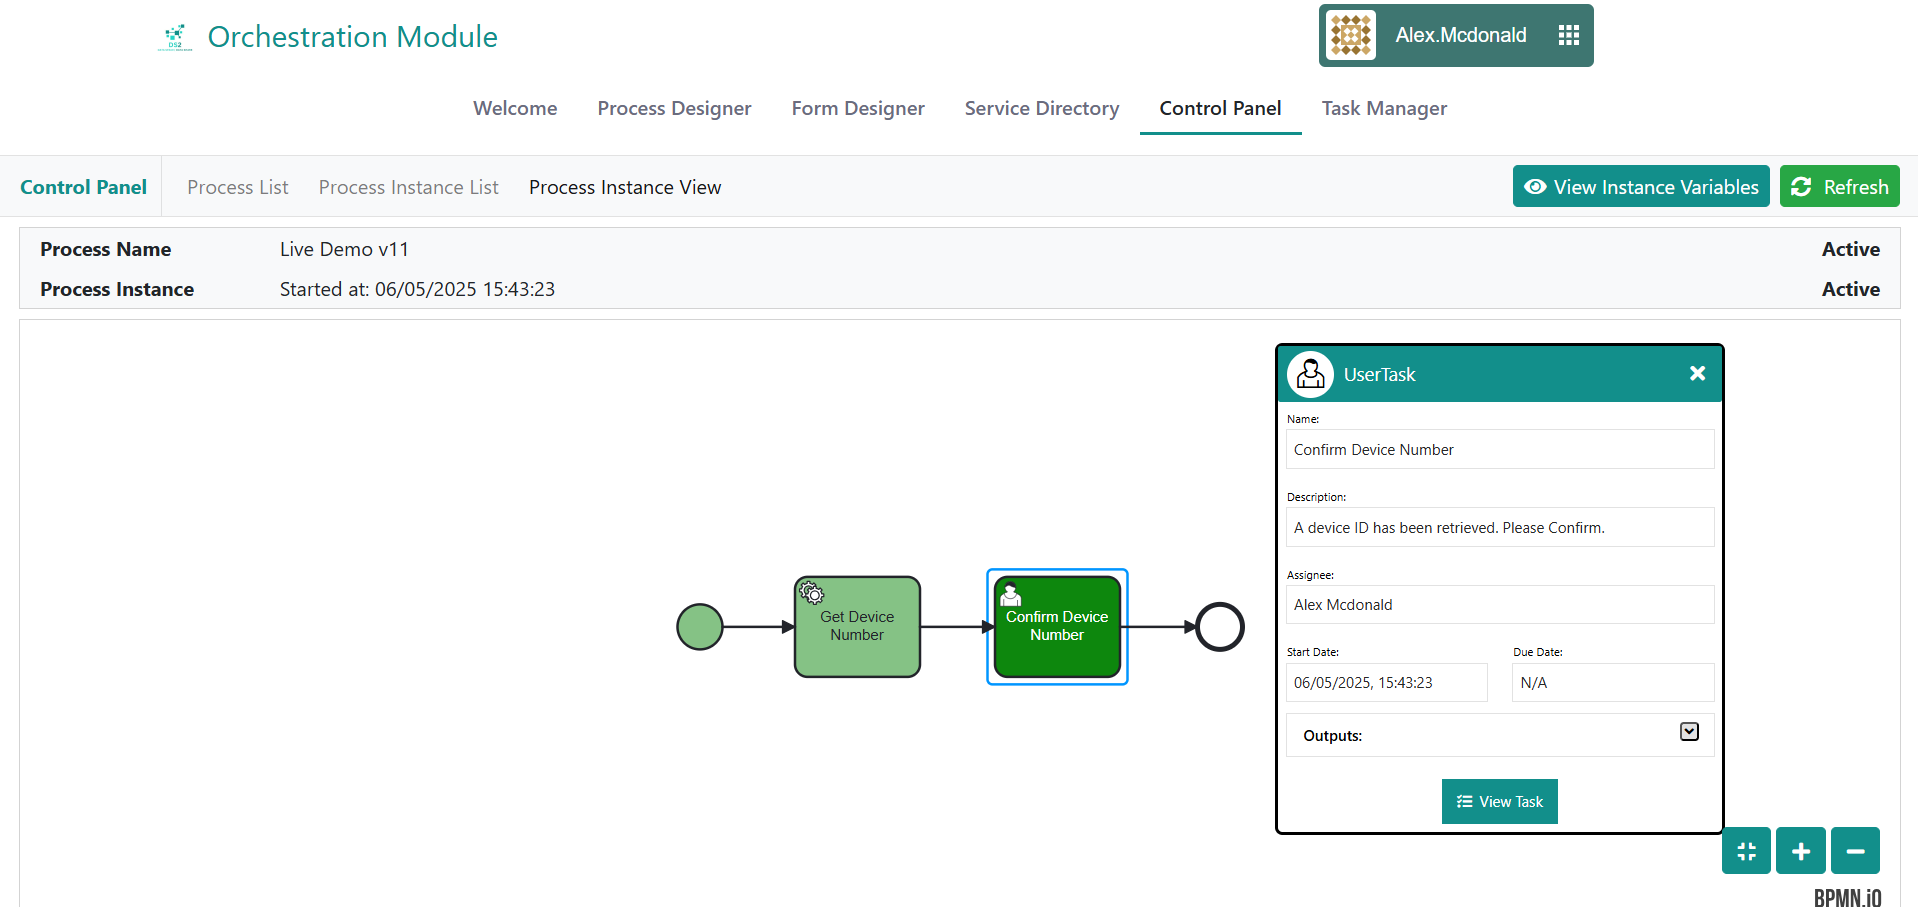 DS2
Orchestration Module
Alex.Mcdonald
Welcome
Process Designer
Form Designer
Service Directory
Control Panel
Task Manager
Control Panel
Process List
Process Instance List
Process Instance View
View Instance Variables
Refresh
Process Name
Live Demo v11
Active
Process Instance
Started at: 06/05/2025 15:43:23
Active
Get Device
Number
Confirm Device
Number
UserTask
Name:
Confirm Device Number
Description:
A device ID has been retrieved. Please Confirm.
Assignee:
Alex Mcdonald
Start Date:
Due Date:
06/05/2025, 15:43:23
N/A
Outputs:
View Task
BPMN.iO